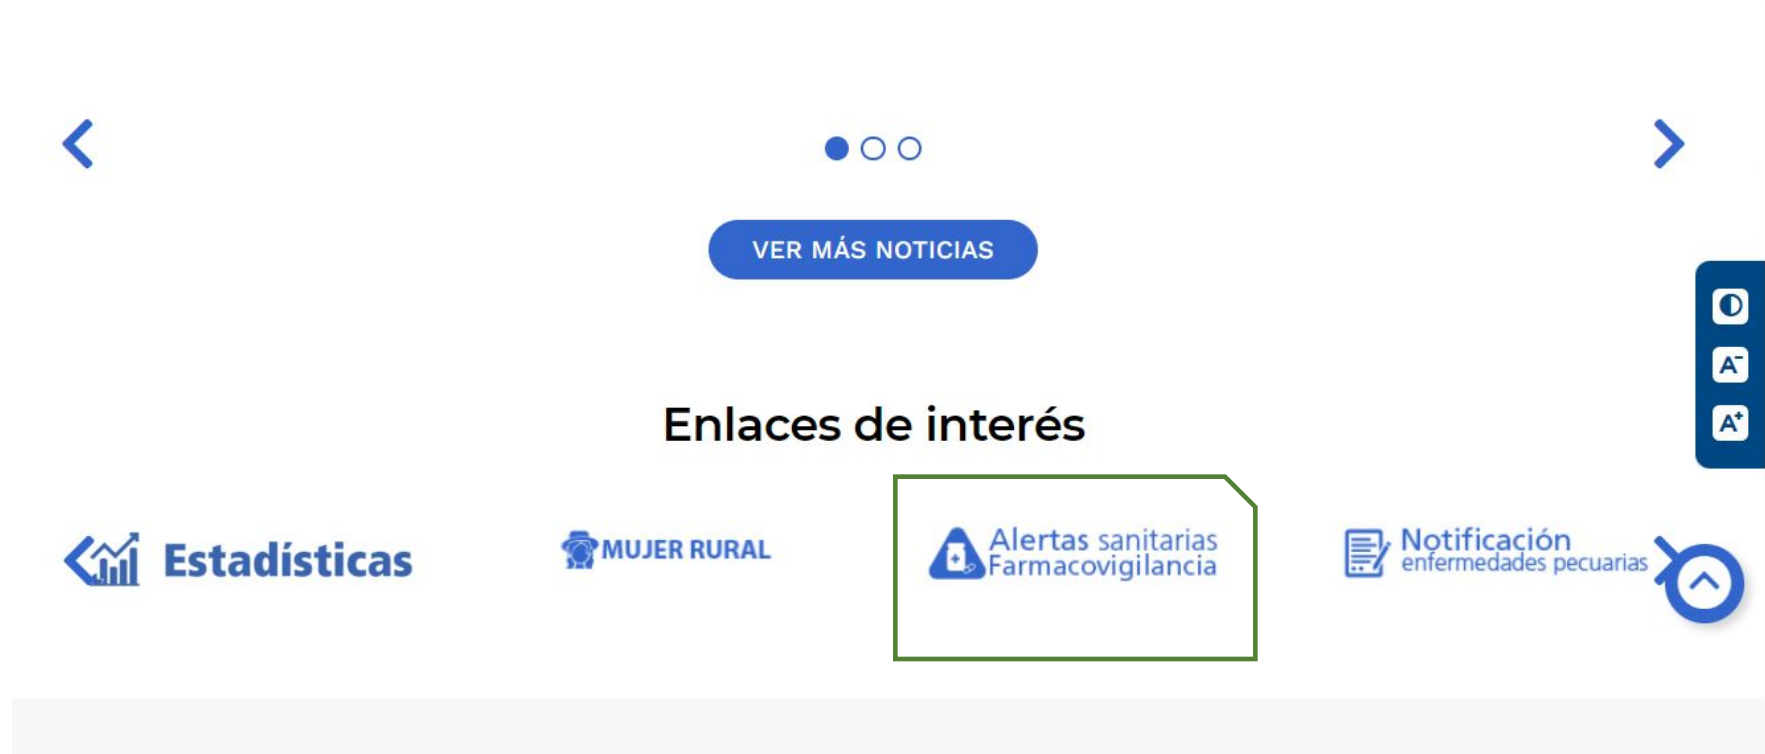 VER MÁS NOTICIAS
A-
A+
Enlaces de interés
Estadísticas
MUJER RURAL
Alertas sanitarias
Farmacovigilancia
Notificación
enfermedades pecuarias